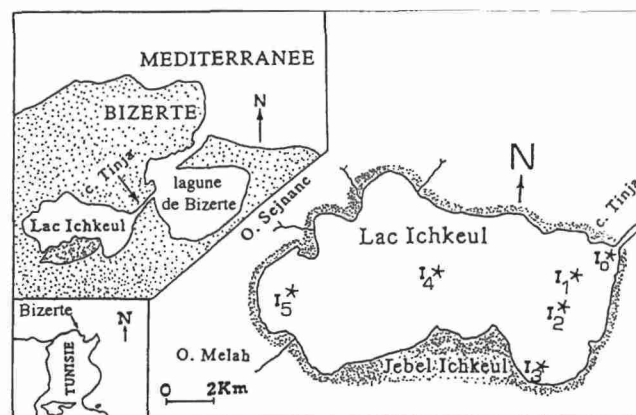 MEDITERRANEE
BIZERTE
N
c. Tinja
lagune
de Bizerte
Lac Ichkeul
O. Sejnanc
N
c. Tinja
Lac Ichkeul
I0
I1
I4
I2
I5
I3
Bizerte
N
TUNISIE
O. Melah
Jebel Ichkeul
0 2Km